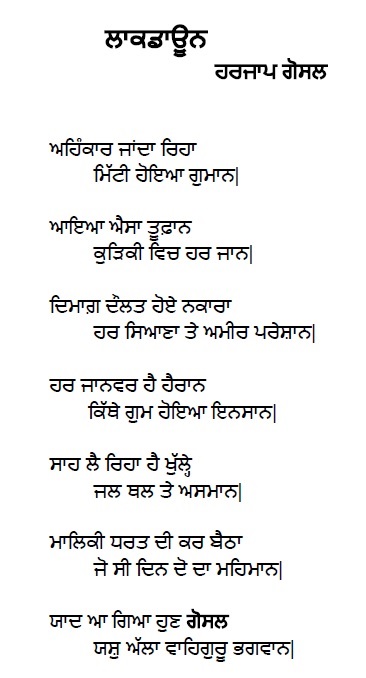 ਲਾਕਡਾਊਨ
ਹਰਜਾਪ ਗੋਸਲ
ਅਹਿੰਕਾਰ ਜਾਂਦਾ ਰਿਹਾ
ਮਿੱਟੀ ਹੋਇਆ ਗੁਮਾਨ|
ਆਇਆ ਐਸਾ ਤੂਫ਼ਾਨ
ਕੁੜਿਕੀ ਵਿਚ ਹਰ ਜਾਨ|
ਦਿਮਾਗ਼ ਦੌਲਤ ਹੋਏ ਨਕਾਰਾ
ਹਰ ਸਿਆਣਾ ਤੇ ਅਮੀਰ ਪਰੇਸ਼ਾਨ|
ਹਰ ਜਾਨਵਰ ਹੈ ਹੈਰਾਨ
ਕਿੱਥੇ ਗੁਮ ਹੋਇਆ ਇਨਸਾਨ|
ਸਾਹ ਲੈ ਰਿਹਾ ਹੈ ਖੁੱਲ੍ਹੇ
ਜਲ ਥਲ ਤੇ ਅਸਮਾਨ|
ਮਾਲਿਕੀ ਧਰਤ ਦੀ ਕਰ ਬੈਠਾ
ਜੋ ਸੀ ਦਿਨ ਦੋ ਦਾ ਮਹਿਮਾਨ|
ਯਾਦ ਆ ਗਿਆ ਹੁਣ ਗੋਸਲ
ਯਸ਼ੁ ਅੱਲਾ ਵਾਹਿਗੁਰੂ ਭਗਵਾਨ|